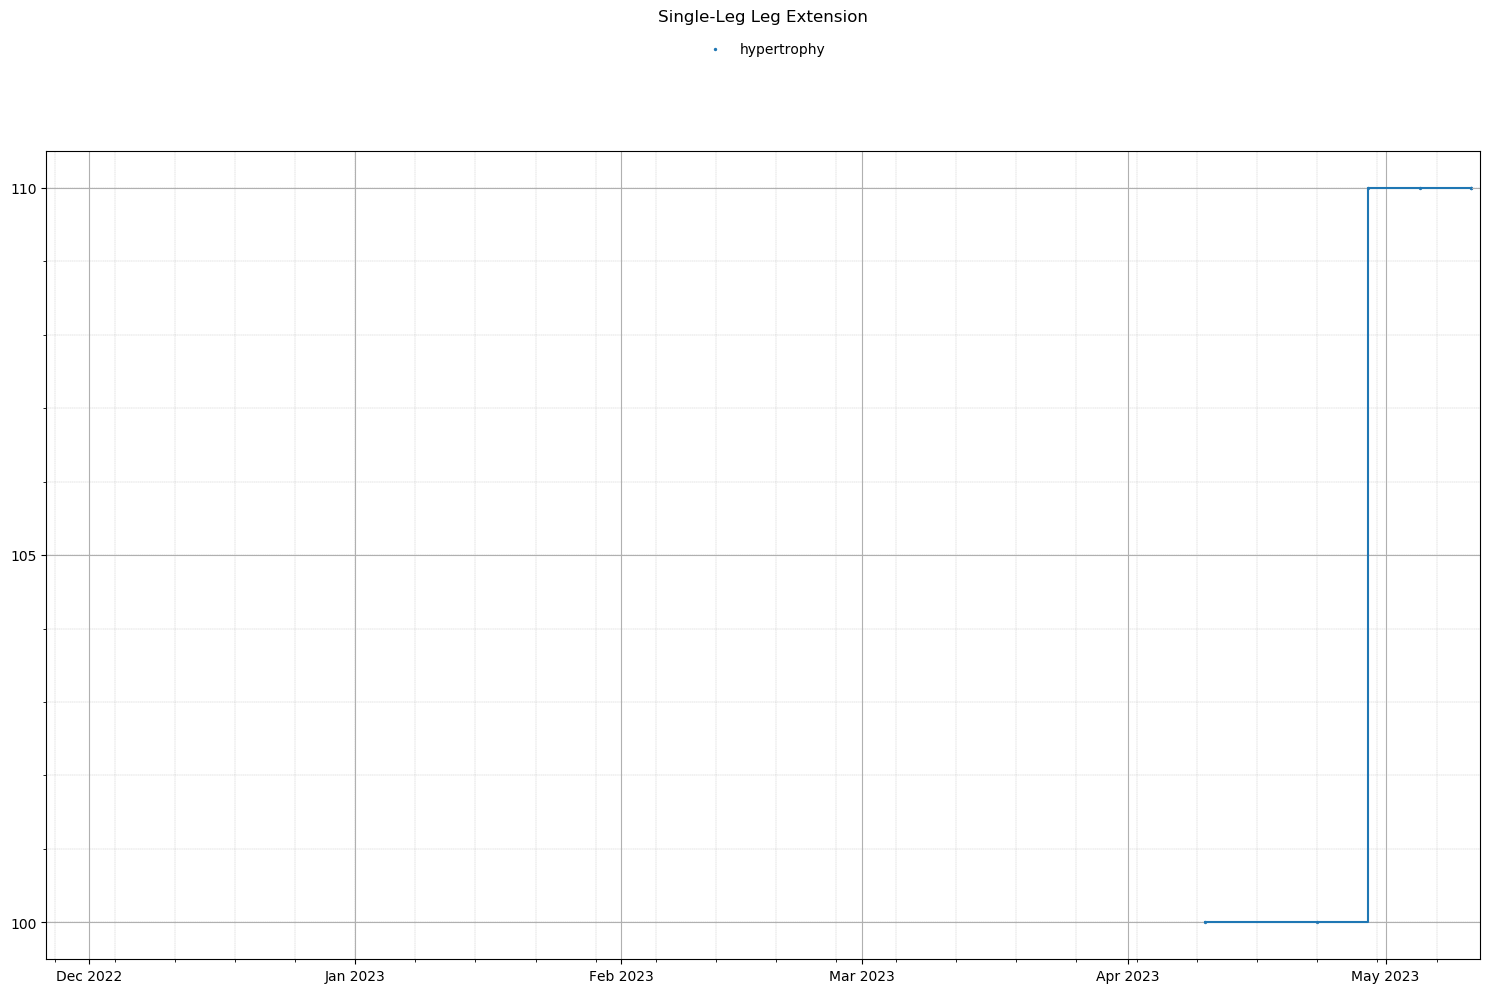 Single-Leg Leg Extension
hypertrophy
110
105
100
Dec 2022
Jan 2023
Feb 2023
Mar 2023
Apr 2023
May 2023